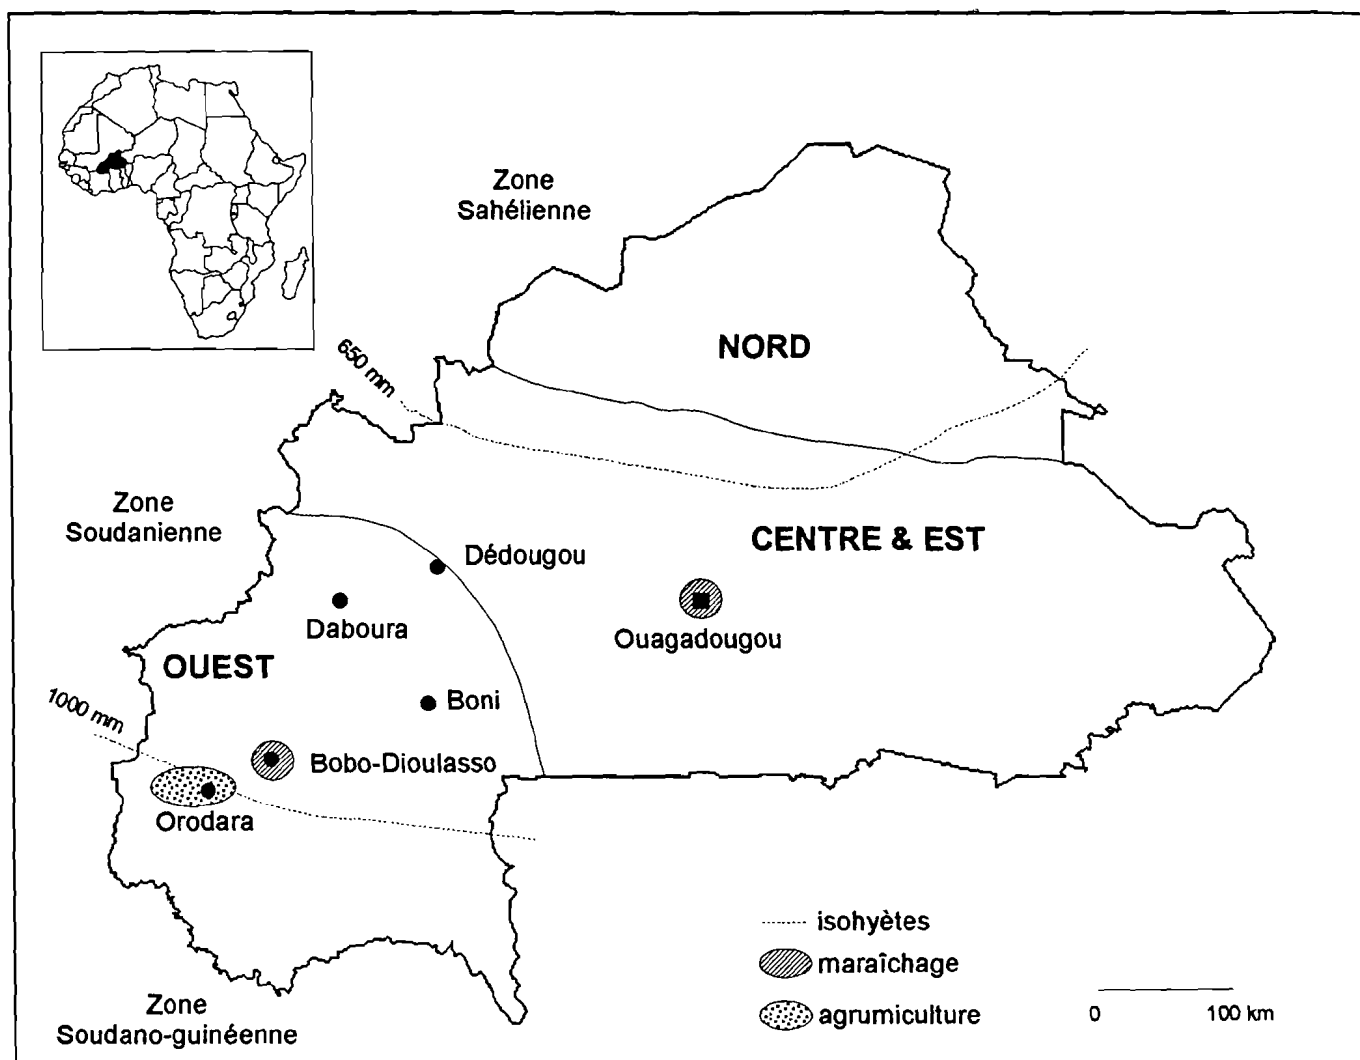 Zone
Sahélienne
NORD
650 mm
Zone
Soudanienne
CENTRE & EST
Dédougou
Daboura
Ouagadougou
OUEST
Boni
1000 mm
Bobo-Dioulasso
Orodara
isohyètes
maraîchage
agrumiculture
0 100 km
Zone
Soudano-guinéenne